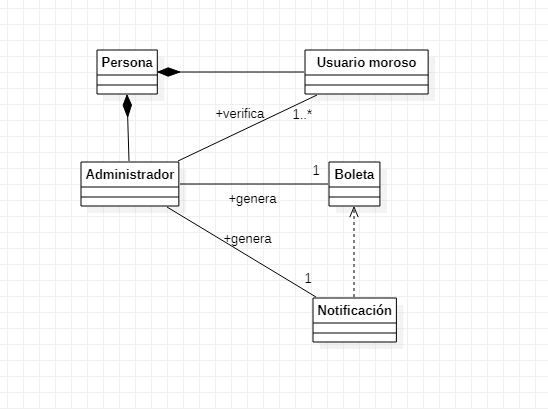 Persona
Usuario moroso
+verifica
1..*
Administrador
1
Boleta
+genera
+genera
1
Notificación